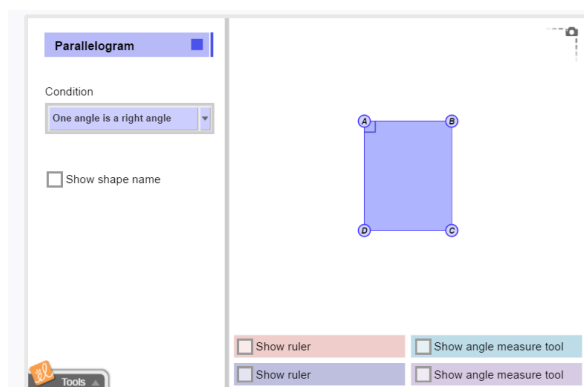 Parallelogram
Condition
One angle is a right angle
Show shape name
A
B
D
C
Show ruler
Show angle measure tool
Show ruler
Show angle measure tool
Tools